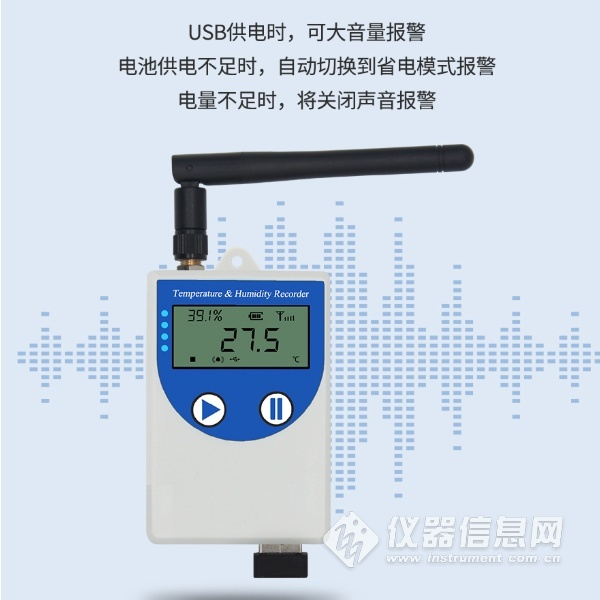 USB供电时，可大音量报警
电池供电不足时，自动切换到省电模式报警
电量不足时，将关闭声音报警
Temperature & Humidity Recorder
39.1%
27.5
℃
仪器信息网
www.instrument.com.cn